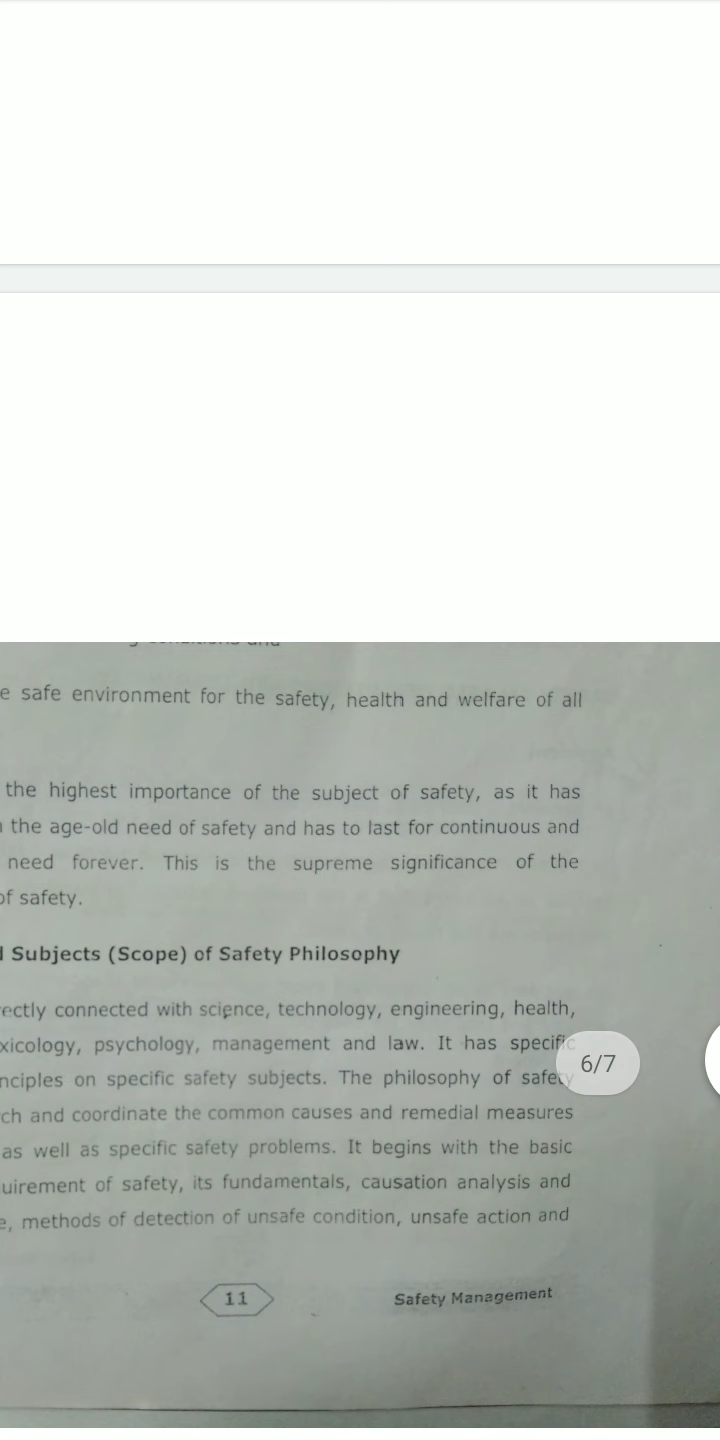 safe environment for the safety, health and welfare of all
the highest importance of the subject of safety, as it has
the age-old need of safety and has to last for continuous and
need forever. This is the supreme significance of the
of safety.
Subjects (Scope) of Safety Philosophy
connected with science, technology, engineering, health,
psychology, management and law. It has specific
on specific safety subjects. The philosophy of safety
6/7
and coordinate the common causes and remedial measures
as well as specific safety problems. It begins with the basic
of safety, its fundamentals, causation analysis and
methods of detection of unsafe condition, unsafe action and
11
Safety Management